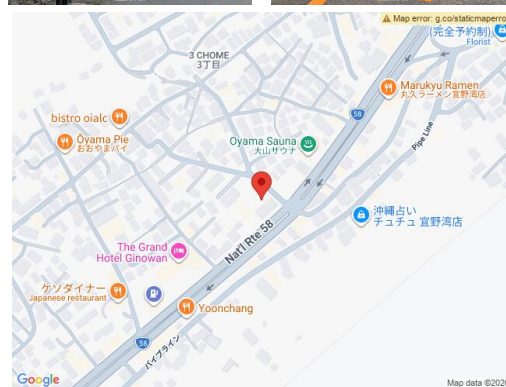 Map error: g.co/staticmaperro
(完全予約制)
Florist
3 CHOME
3丁目
Marukyu Ramen
丸久ラーメン宜野湾店
58
bistro oialc
Oyama Pie
おおやまパイ
Oyama Sauna
大山サウナ
Pipe Line
沖縄占い
チュチュ 宜野湾店
Nat'l Rte 58
The Grand
Hotel Ginowan
ケソダイナー
Japanese restaurant
Yoonchang
58
パイプライン
Google
Map data ©2026